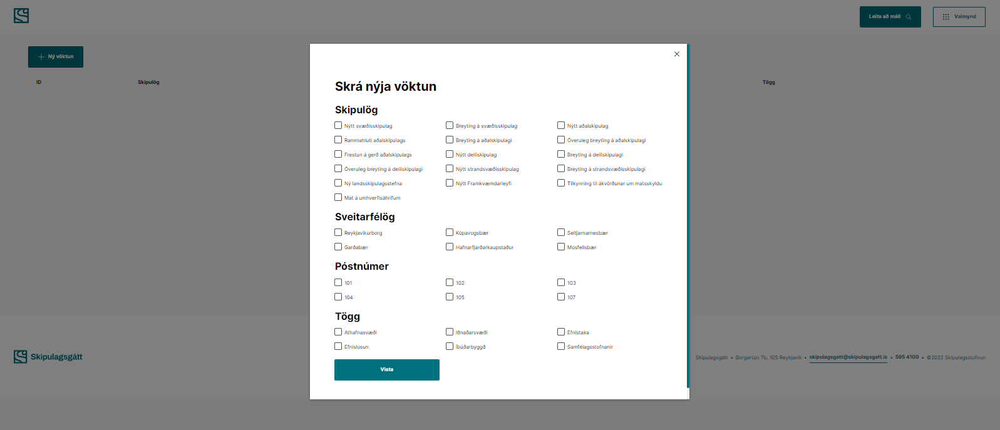 Leita að máli
Valmynd
Ný vöktun
ID Skipulög Tögg
Skrá nýja vöktun
Skipulög
Nýtt svæðisskipulag Breyting á svæðisskipulag Nýtt aðalskipulag
Rammahluti aðalskipulags Breyting á aðalskipulagi Óveruleg breyting á aðalskipulagi
Frestun á gerð aðalskipulags Nýtt deiliskipulag Breyting á deiliskipulagi
Óveruleg breyting á deiliskipulagi Nýtt strandsvæðisskipulag Breyting á strandsvæðisskipulagi
Ný landsskipulagsstefna Nýtt Framkvæmdarleyfi Tilkynning til ákvörðunar um matsskyldu
Mat á umhverfisáhrifum
Sveitarfélög
Reykjavíkurborg Kópavogsbær Seltjarnarnesbær
Garðabær Hafnarfjarðarkaupstaður Mosfellsbær
Póstnúmer
101 102 103
104 105 107
Tögg
Athafnasvæði Iðnaðarsvæði Efnistaka
Efnislosun Íbúðarbyggð Samfélagsstofnanir
Vista
Skipulagsgátt
Skipulagsgátt • Borgartún 7b, 105 Reykjavík • skipulagsgatt@skipulagsgatt.is • 595 4100 • ©2022 Skipulagsstofnun